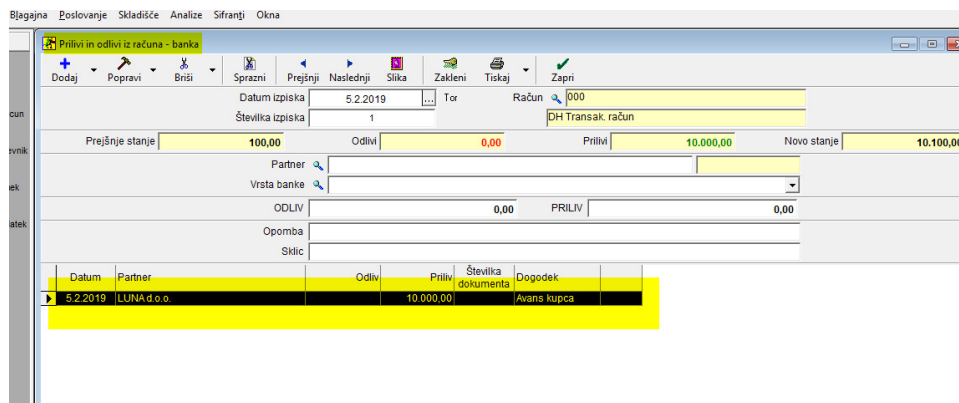 Blagajna Poslovanje Skladišče Analize Sifranti Okna
Prilivi in odlivi iz računa - banka
Dodaj Popravi Briši Sprazni Prejšnji Naslednji Slika Zakleni Tiskaj Zapri
Datum izpiska 5.2.2019 ... Tor Račun 000
Številka izpiska 1 DH Transak. račun
cun
Prejšnje stanje 100,00 Odlivi 0,00 Prilivi 10.000,00 Novo stanje 10.100,00
evnik
Partner
Vrsta banke
ek
ODLIV 0,00 PRILIV 0,00
atek
Opomba
Sklic
Datum Partner Odliv Priliv Številka dokumenta Dogodek
5.2.2019 LUNA d.o.o. 10.000,00 Avans kupca